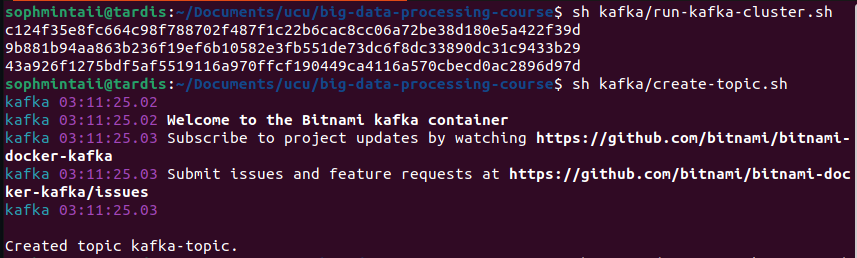 sophmintaii@tardis:~/Documents/ucu/big-data-processing-course$ sh kafka/run-kafka-cluster.sh
c124f35e8fc664c98f788702f487f1c22b6cac8cc06a72be38d180e5a422f39d
9b881b94aa863b236f19ef6b10582e3fb551de73dc6f8dc33890dc31c9433b29
43a926f1275bdf5af5519116a970ffcf190449ca4116a570cbecd0ac2896d97d
sophmintaii@tardis:~/Documents/ucu/big-data-processing-course$ sh kafka/create-topic.sh
kafka 03:11:25.02
kafka 03:11:25.02 Welcome to the Bitnami kafka container
kafka 03:11:25.03 Subscribe to project updates by watching https://github.com/bitnami/bitnami-
docker-kafka
kafka 03:11:25.03 Submit issues and feature requests at https://github.com/bitnami/bitnami-doc
ker-kafka/issues
kafka 03:11:25.03
Created topic kafka-topic.